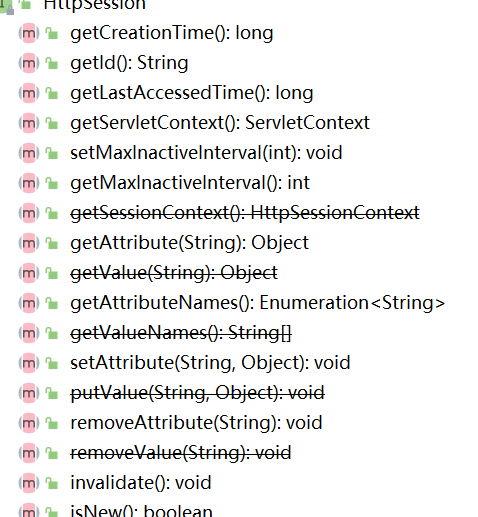 HttpSession
m getCreationTime(): long
m getId(): String
m getLastAccessedTime(): long
m getServletContext(): ServletContext
m setMaxInactiveInterval(int): void
m getMaxInactiveInterval(): int
m getSessionContext(): HttpSessionContext
m getAttribute(String): Object
m getValue(String): Object
m getAttributeNames(): Enumeration<String>
m getValueNames(): String[]
m setAttribute(String, Object): void
m putValue(String, Object): void
m removeAttribute(String): void
m removeValue(String): void
m invalidate(): void
m isNew(): boolean